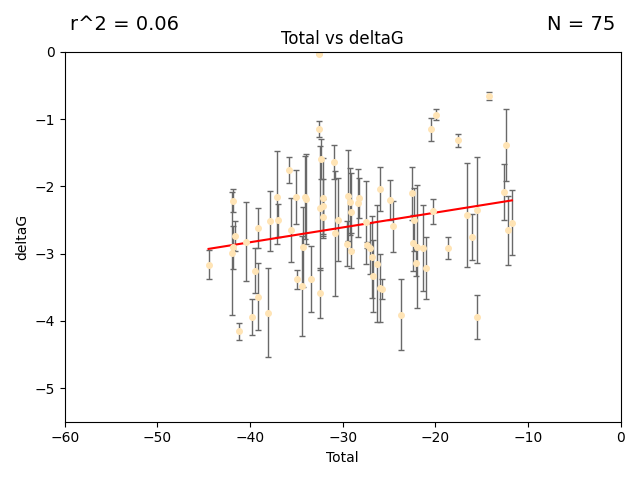 r^2 = 0.06
N = 75
Total vs deltaG
0
−1
−2
−3
−4
−5
deltaG
−60
−50
−40
−30
−20
−10
0
Total